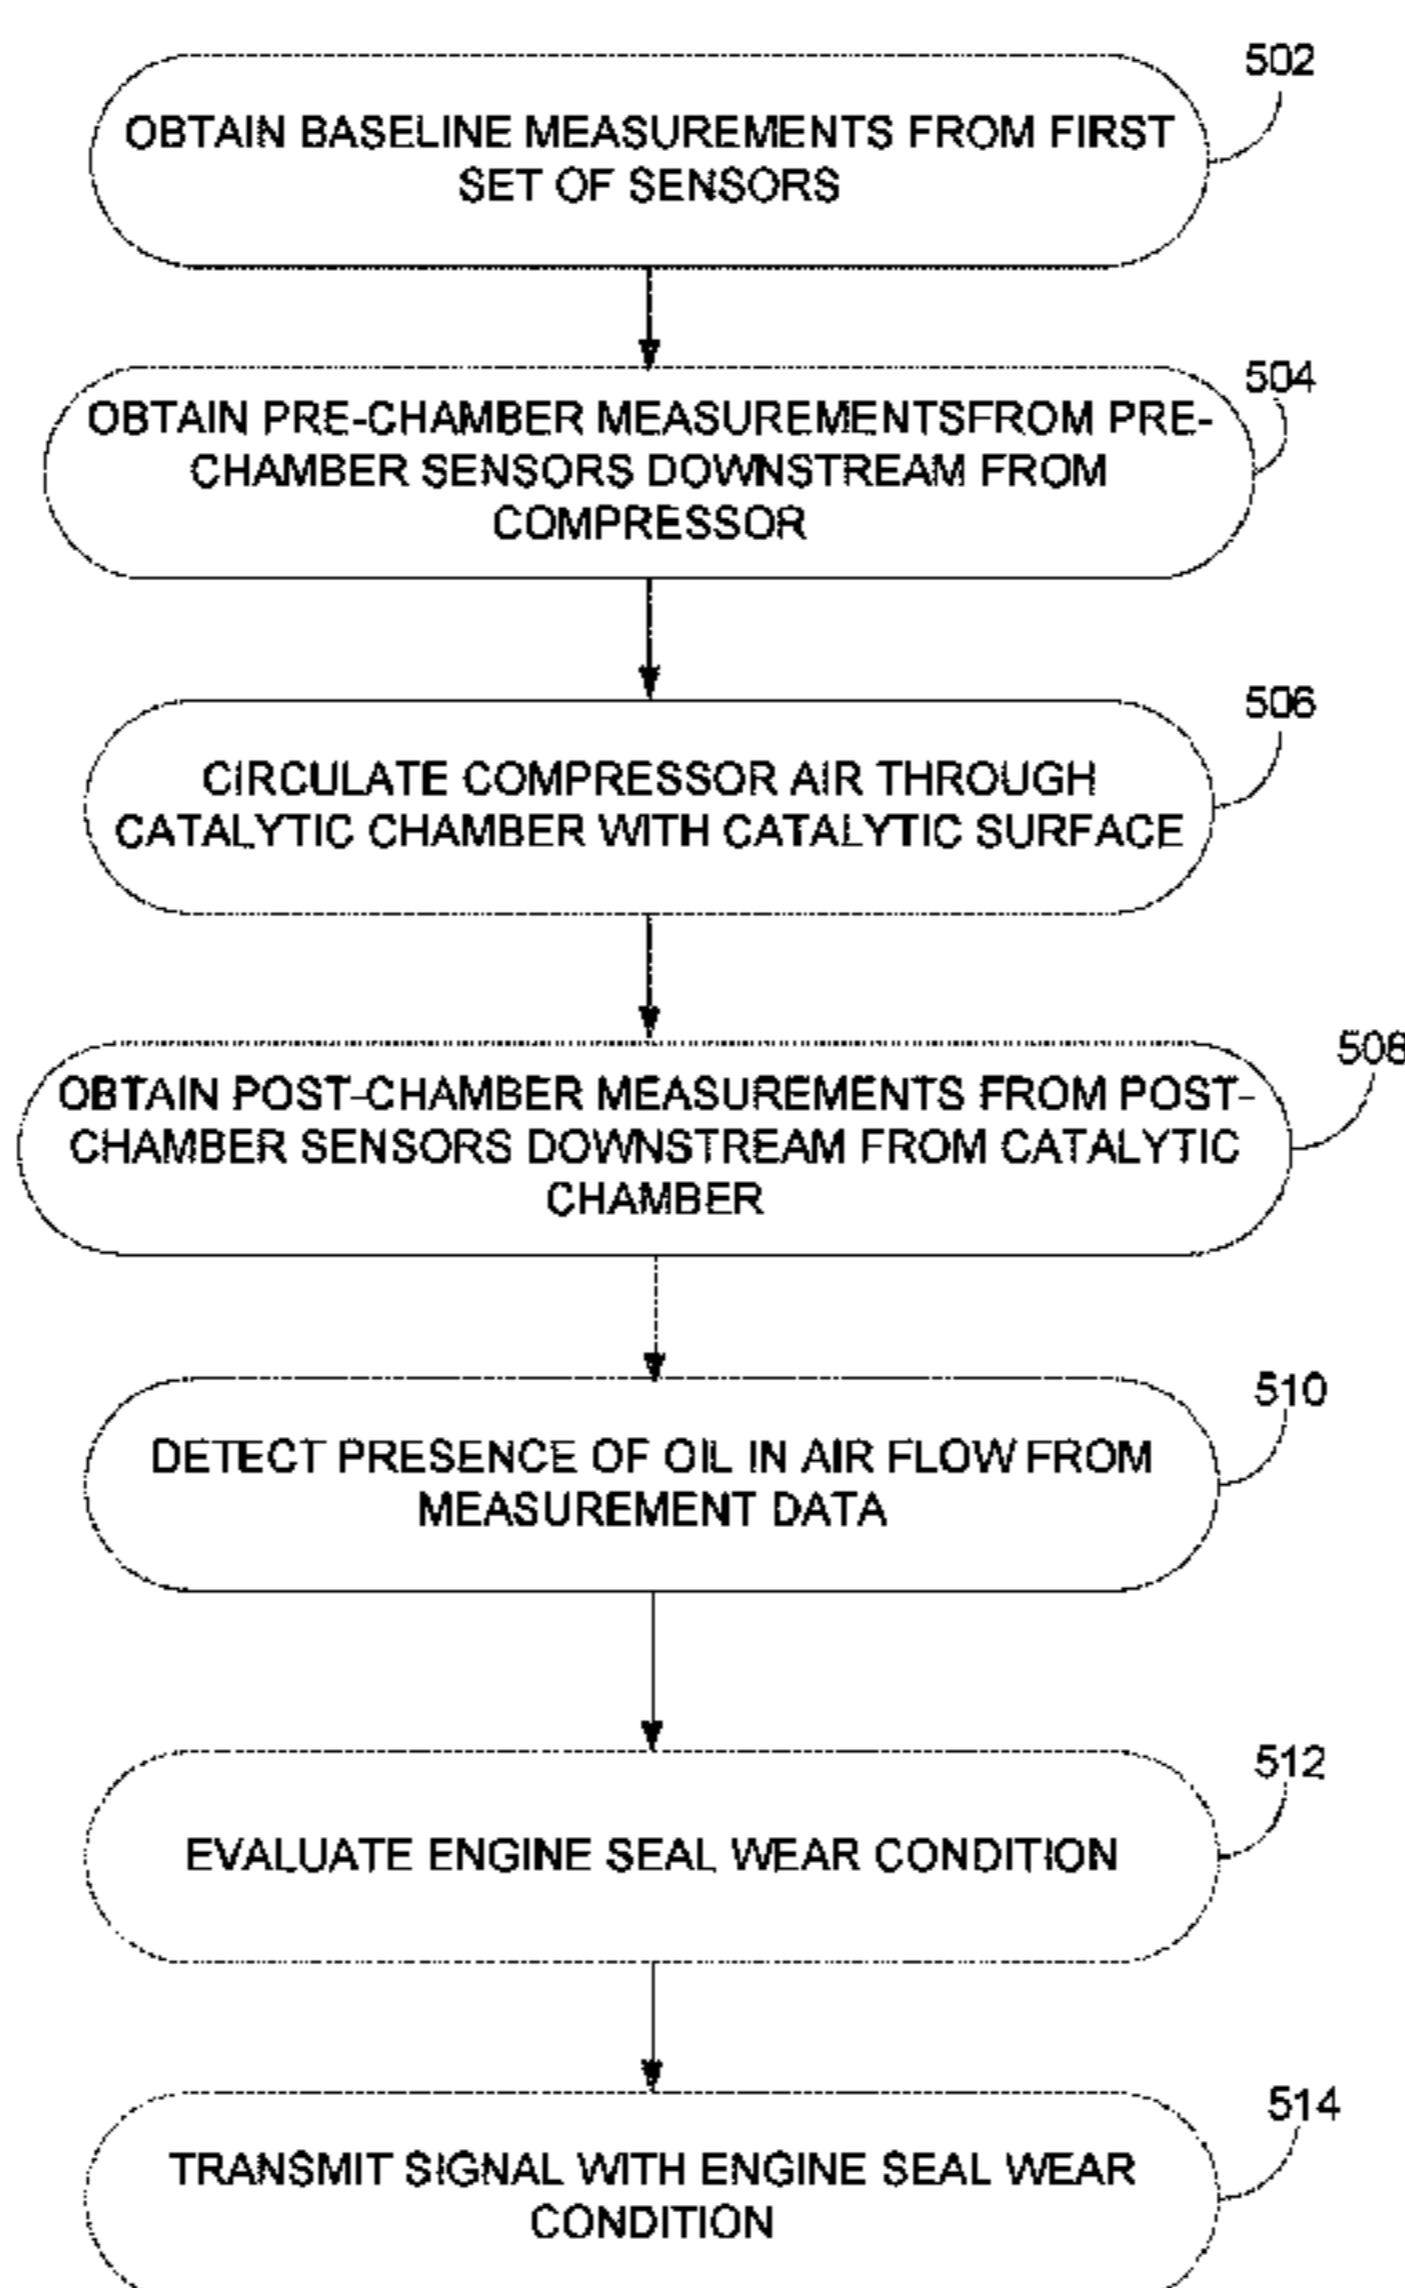 502
OBTAIN BASELINE MEASUREMENTS FROM FIRST
SET OF SENSORS
504
OBTAIN PRE-CHAMBER MEASUREMENTSFROM PRE-
CHAMBER SENSORS DOWNSTREAM FROM
COMPRESSOR
506
CIRCULATE COMPRESSOR AIR THROUGH
CATALYTIC CHAMBER WITH CATALYTIC SURFACE
508
OBTAIN POST-CHAMBER MEASUREMENTS FROM POST-
CHAMBER SENSORS DOWNSTREAM FROM CATALYTIC
CHAMBER
510
DETECT PRESENCE OF OIL IN AIR FLOW FROM
MEASUREMENT DATA
512
EVALUATE ENGINE SEAL WEAR CONDITION
514
TRANSMIT SIGNAL WITH ENGINE SEAL WEAR
CONDITION